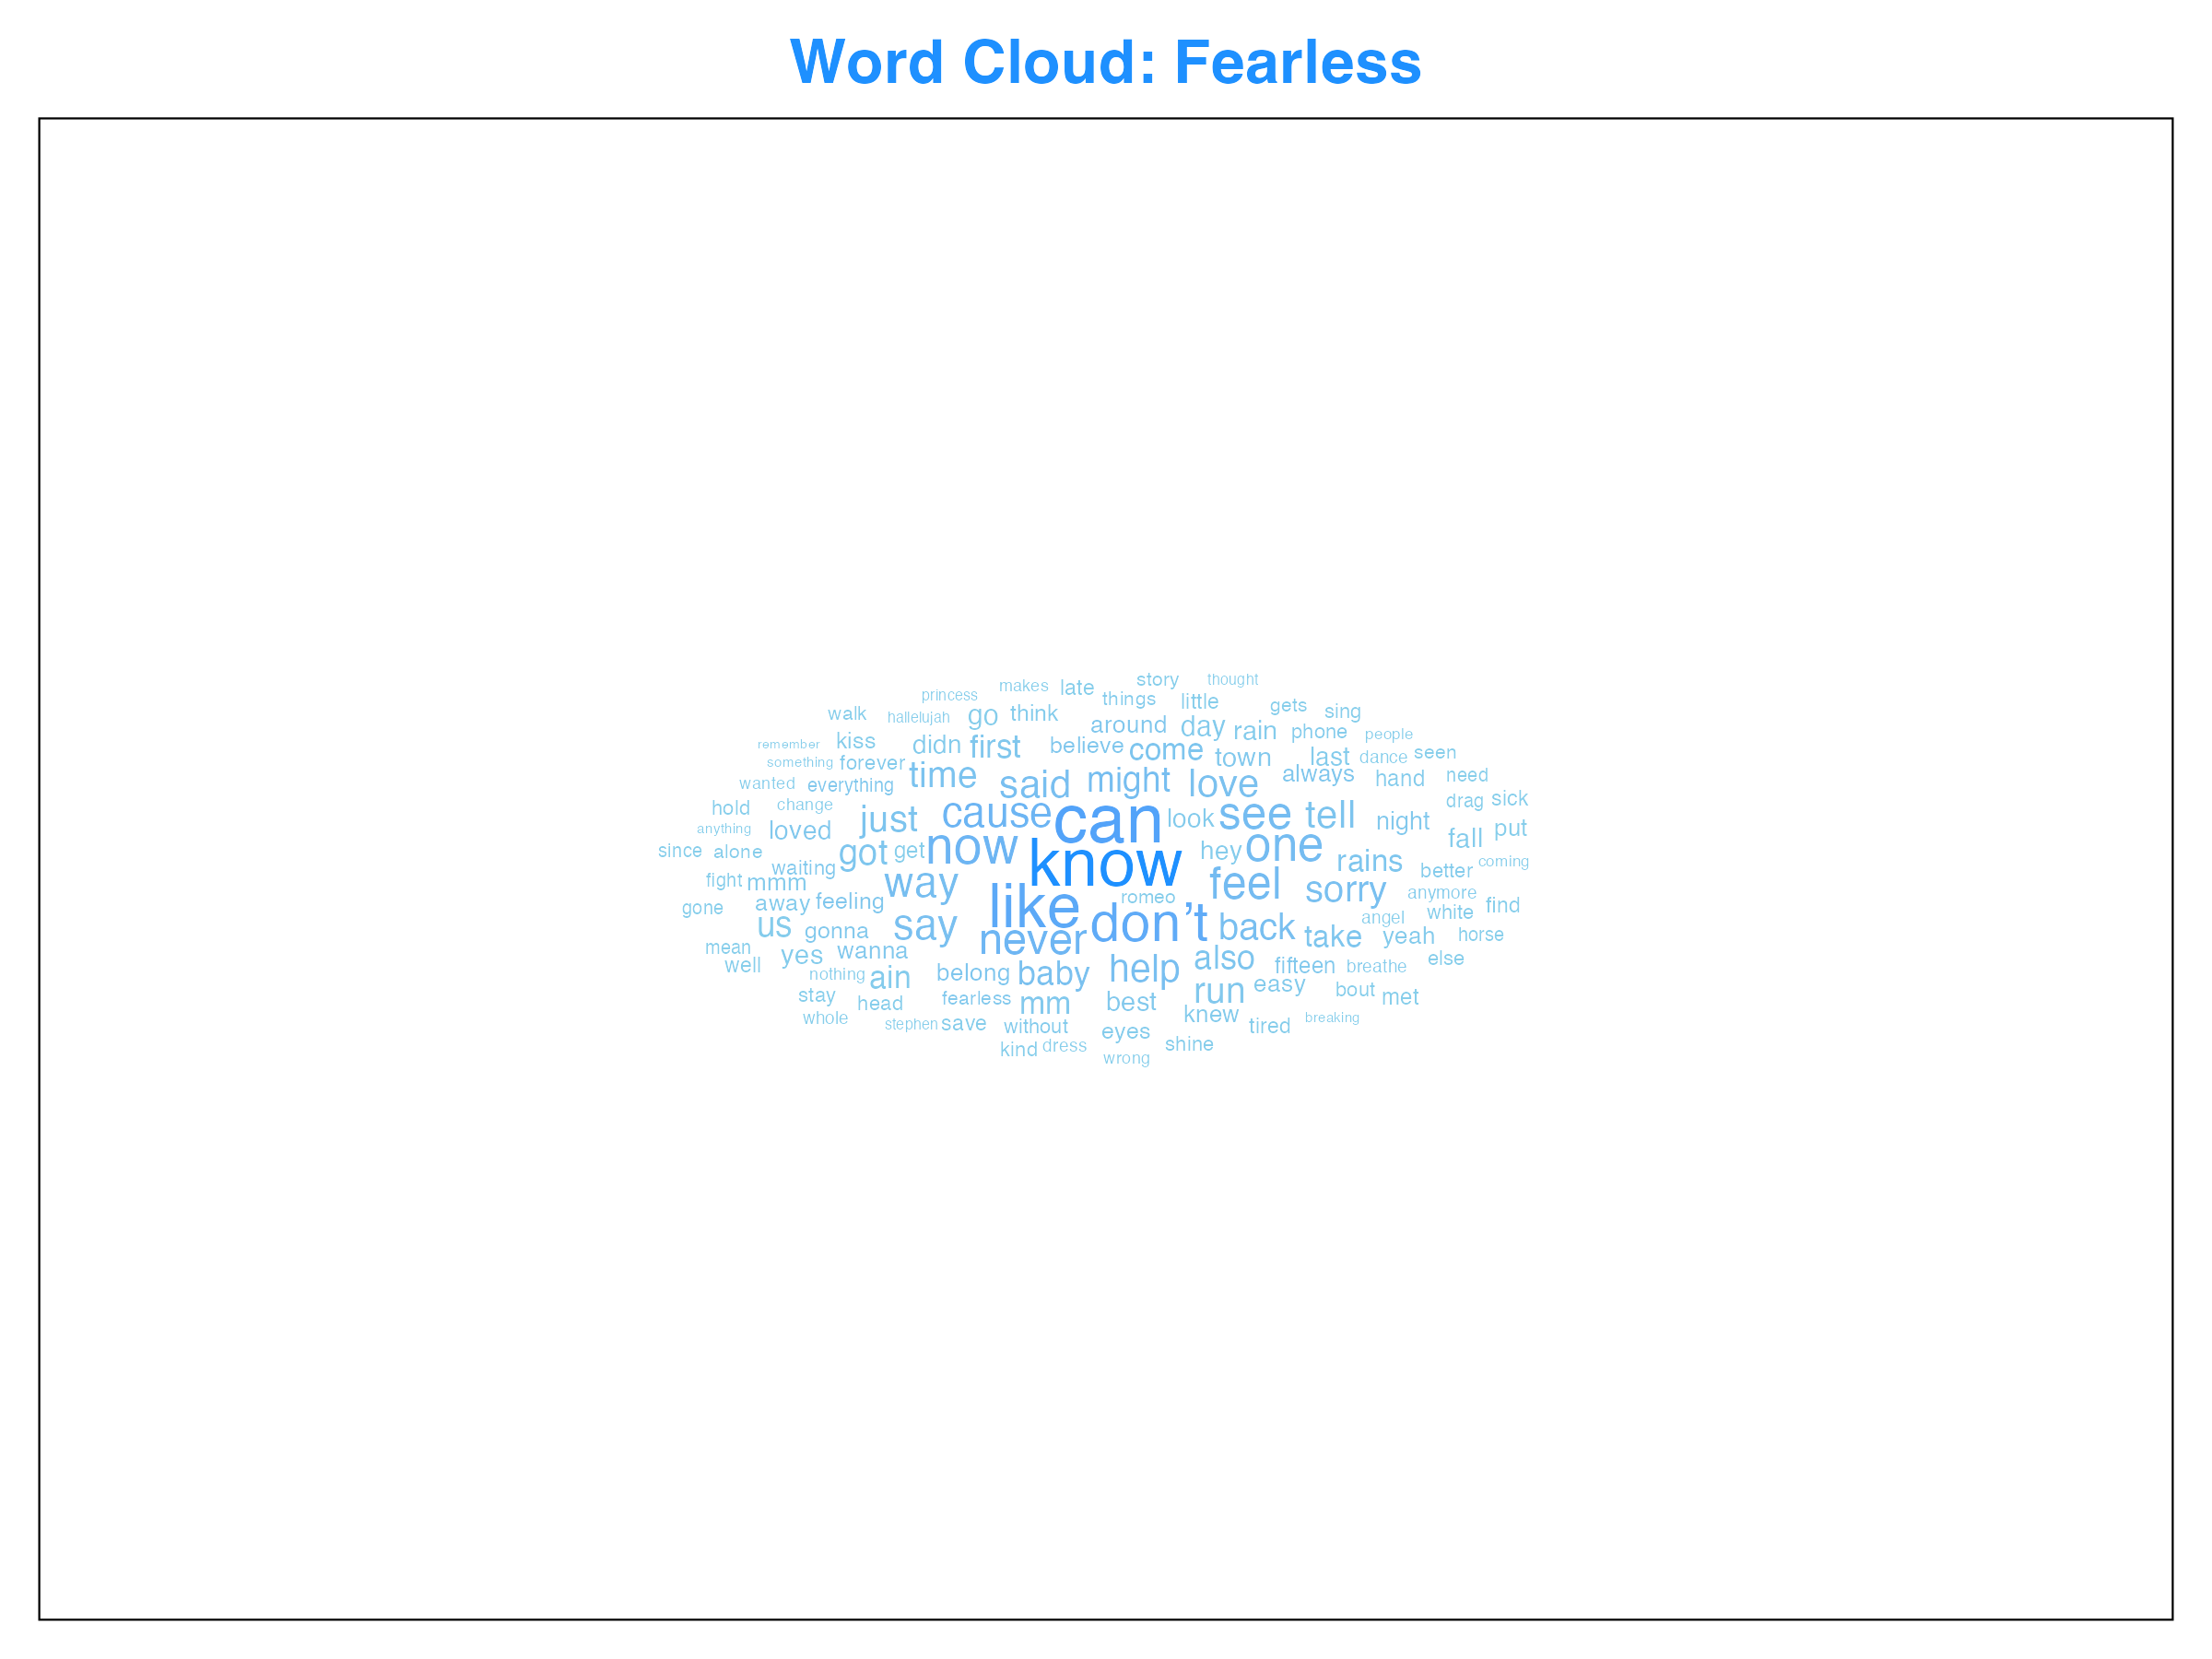 Word Cloud: Fearless
story thought
princess makes late things little gets sing
walk hallelujah go think around day rain phone people
remember kiss didn first believe come town last dance seen
something forever time said might love always hand need
wanted everything
hold change just cause can look see tell night drag sick
anything loved fall put
since alone got get now know hey one rains better coming
waiting
fight mmm way feel sorry anymore
gone away feeling like romeo angel white find
us gonna say never don’t back take yeah horse
mean yes wanna also else
well nothing ain belong baby help fifteen breathe
stay head fearless mm best run easy bout met
whole stephen save without eyes knew tired breaking
kind dress wrong shine